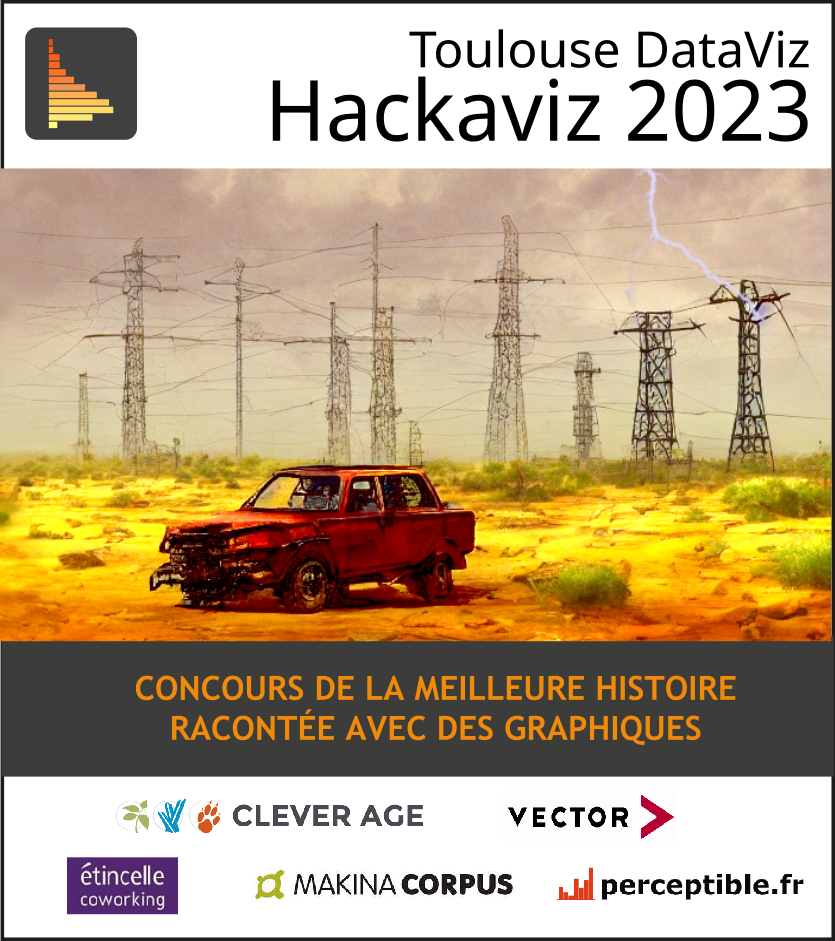 Toulouse DataViz
Hackaviz 2023
CONCOURS DE LA MEILLEURE HISTOIRE
RACONTÉE AVEC DES GRAPHIQUES
CLEVER AGE
VECTOR
étincelle
coworking
MAKINA CORPUS
perceptible.fr